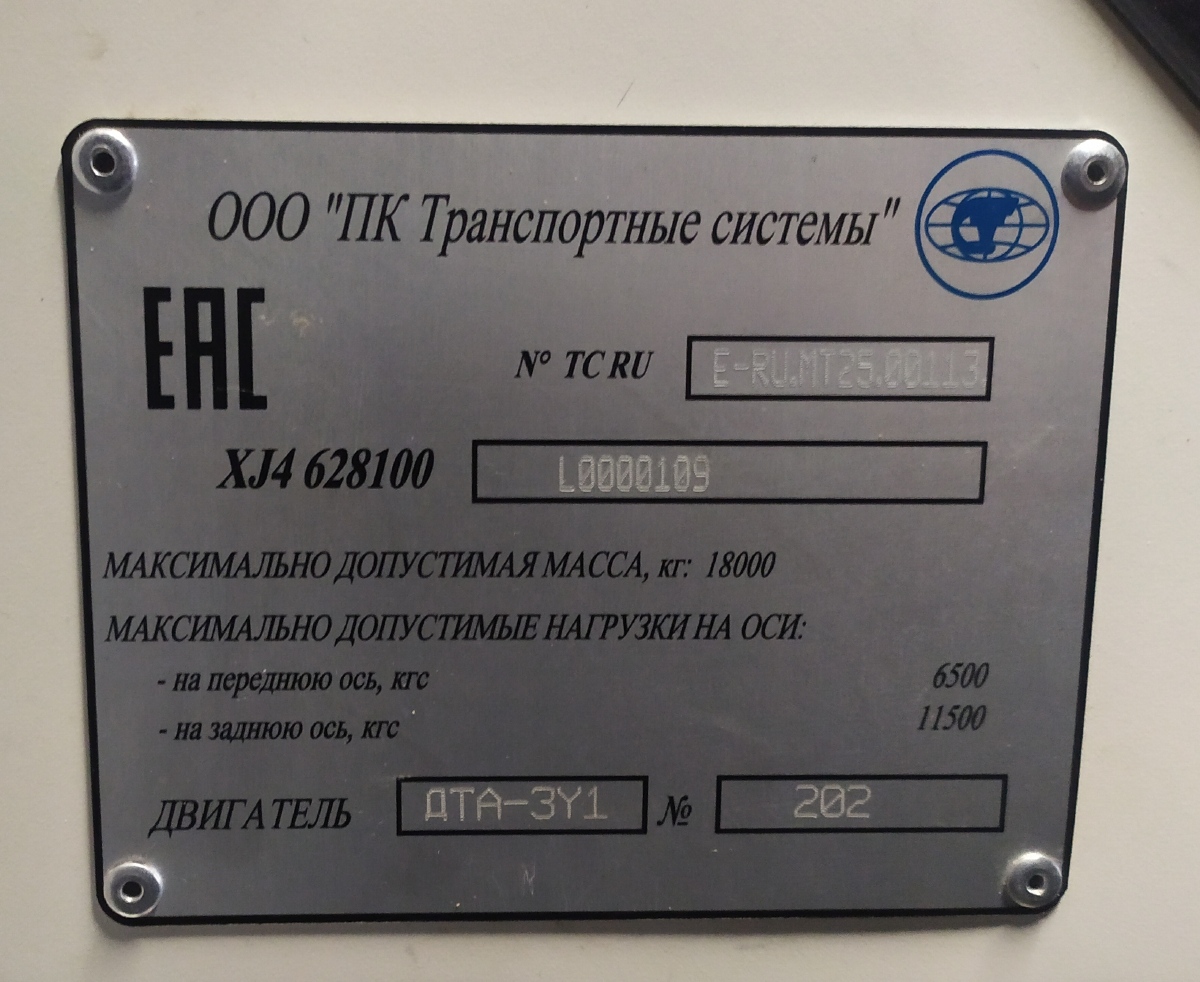 ООО "ПК Транспортные системы"
ЕАС
N° ТС RU E-RU.MT25.00113.
XJ4 628100 L0000109
МАКСИМАЛЬНО ДОПУСТИМАЯ МАССА, кг: 18000
МАКСИМАЛЬНО ДОПУСТИМЫЕ НАГРУЗКИ НА ОСИ:
- на переднюю ось, кгс 6500
- на заднюю ось, кгс 11500
ДВИГАТЕЛЬ ДТА-3У1 № 202
N